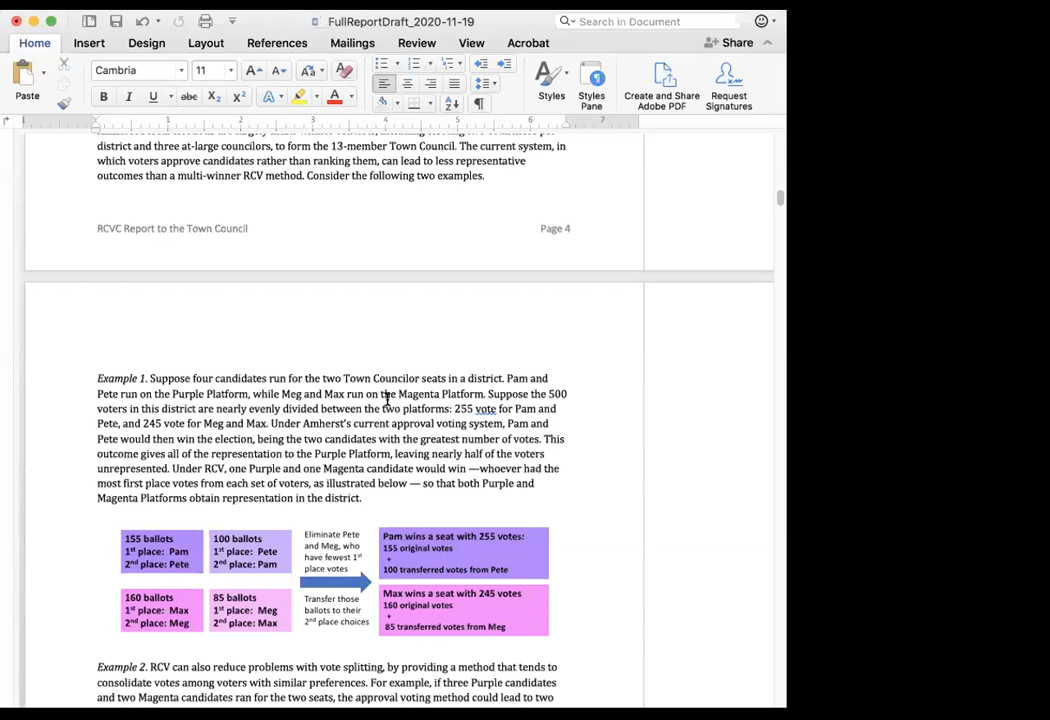 FullReportDraft_2020-11-19
Search in Document
Home Insert Design Layout References Mailings Review View Acrobat Share
Cambria 11
Paste
Styles
Styles Pane
Create and Share Adobe PDF
Request Signatures
1 1 2 3 4 5 6 7
district and three at-large councilors, to form the 13-member Town Council. The current system, in
which voters approve candidates rather than ranking them, can lead to less representative
outcomes than a multi-winner RCV method. Consider the following two examples.
RCVC Report to the Town Council Page 4
Example 1. Suppose four candidates run for the two Town Councilor seats in a district. Pam and
Pete run on the Purple Platform, while Meg and Max run on the Magenta Platform. Suppose the 500
voters in this district are nearly evenly divided between the two platforms: 255 vote for Pam and
Pete, and 245 vote for Meg and Max. Under Amherst's current approval voting system, Pam and
Pete would then win the election, being the two candidates with the greatest number of votes. This
outcome gives all of the representation to the Purple Platform, leaving nearly half of the voters
unrepresented. Under RCV, one Purple and one Magenta candidate would win —whoever had the
most first place votes from each set of voters, as illustrated below — so that both Purple and
Magenta Platforms obtain representation in the district.
155 ballots
1st place: Pam
2nd place: Pete
100 ballots
1st place: Pete
2nd place: Pam
160 ballots
1st place: Max
2nd place: Meg
85 ballots
1st place: Meg
2nd place: Max
Eliminate Pete
and Meg, who
have fewest 1st
place votes
Transfer those
ballots to their
2nd place choices
Pam wins a seat with 255 votes:
155 original votes
+
100 transferred votes from Pete
Max wins a seat with 245 votes
160 original votes
+
85 transferred votes from Meg
Example 2. RCV can also reduce problems with vote splitting, by providing a method that tends to
consolidate votes among voters with similar preferences. For example, if three Purple candidates
and two Magenta candidates ran for the two seats, the approval voting method could lead to two